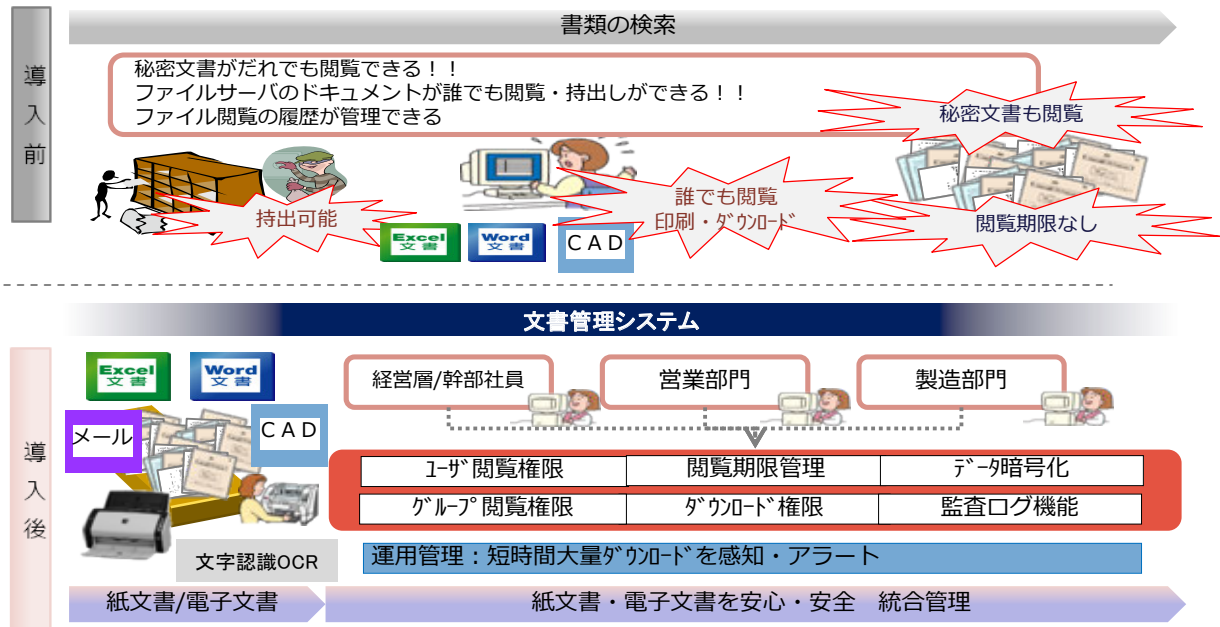 書類の検索
導入前
秘密文書がだれでも閲覧できる！！
ファイルサーバのドキュメントが誰でも閲覧・持出しができる！！
ファイル閲覧の履歴が管理できる
秘密文書も閲覧
持出可能
誰でも閲覧
印刷・ﾀﾞｳﾝﾛｰﾄﾞ
閲覧期限なし
Excel
文書
Word
文書
ＣＡＤ
文書管理システム
導入後
Excel
文書
Word
文書
メール
ＣＡＤ
経営層/幹部社員
営業部門
製造部門
ﾕｰｻﾞ閲覧権限
閲覧期限管理
ﾃﾞｰﾀ暗号化
ｸﾞﾙｰﾌﾟ閲覧権限
ﾀﾞｳﾝﾛｰﾄﾞ権限
監査ログ機能
文字認識OCR
運用管理：短時間大量ﾀﾞｳﾝﾛｰﾄﾞを感知・アラート
紙文書/電子文書
紙文書・電子文書を安心・安全　統合管理